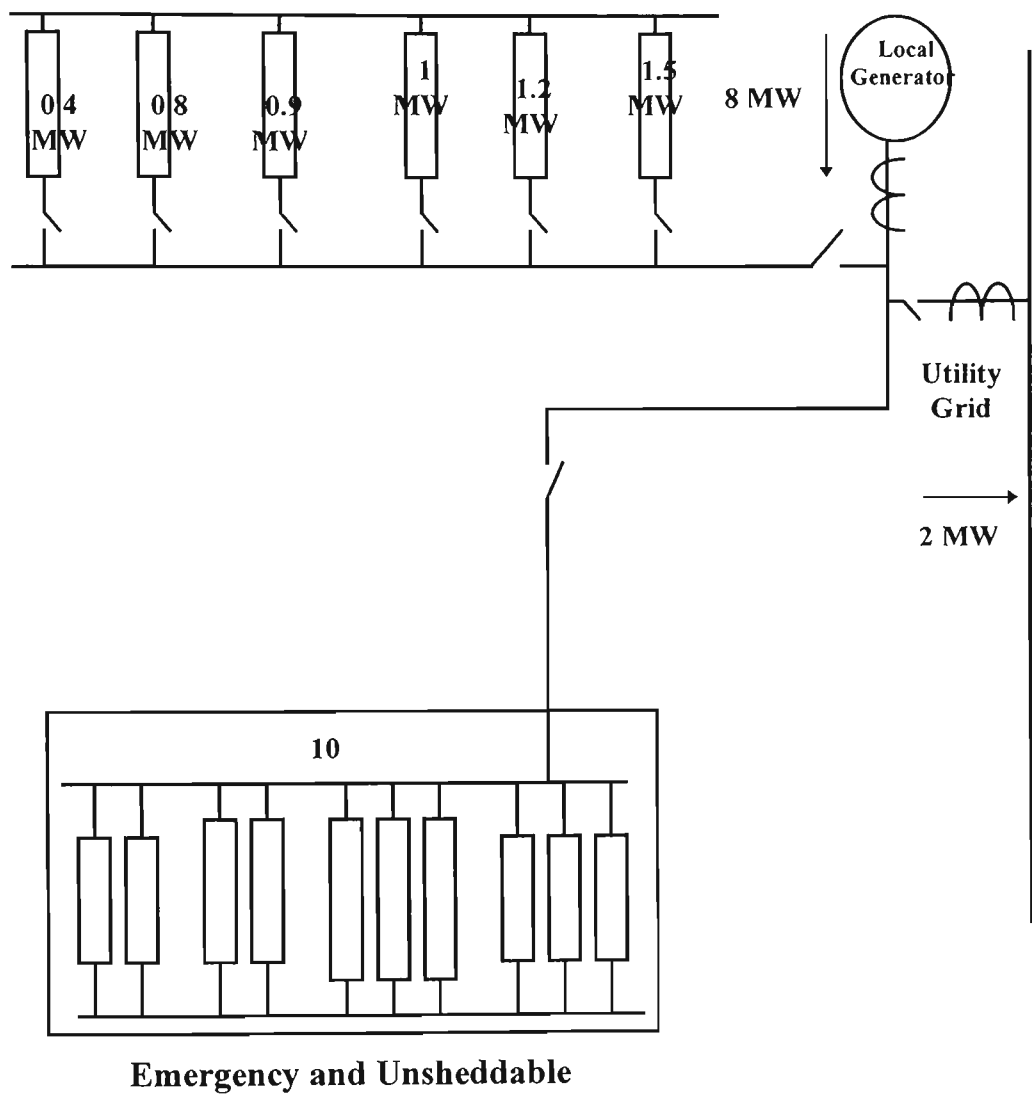 0.4
MW
0.8
MW
0.9
MW
1
MW
1.2
MW
1.5
MW
8 MW
Local
Generator
Utility
Grid
2 MW
10
Emergency and Unsheddable